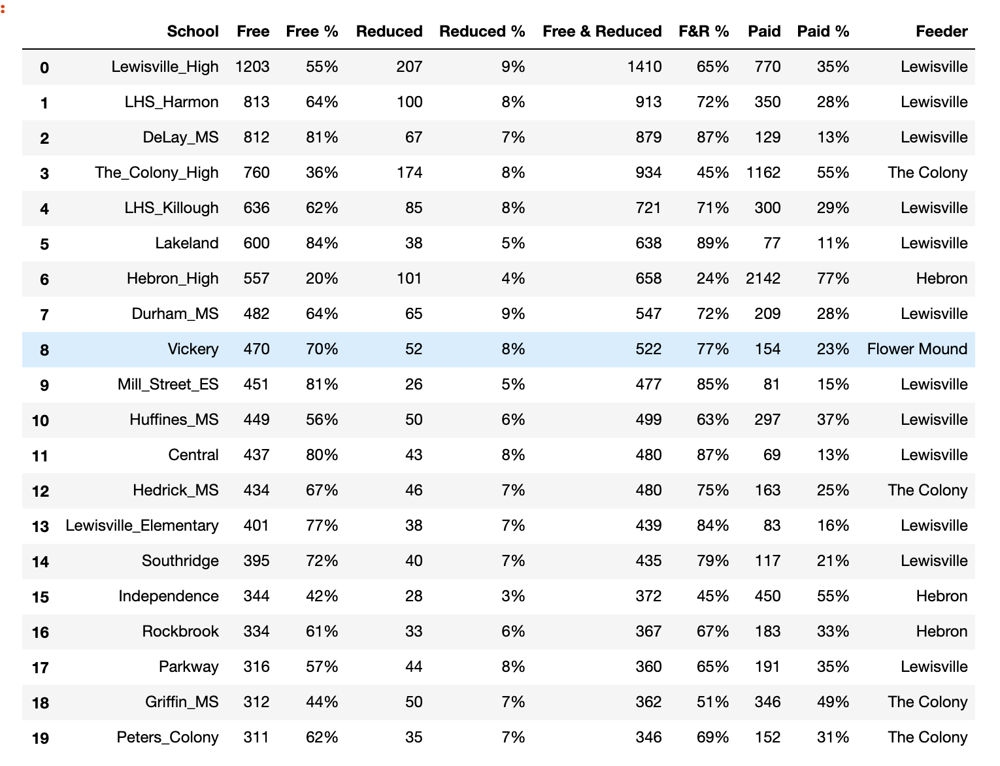 :
School Free Free % Reduced Reduced % Free & Reduced F&R % Paid Paid % Feeder
0 Lewisville_High 1203 55% 207 9% 1410 65% 770 35% Lewisville
1 LHS_Harmon 813 64% 100 8% 913 72% 350 28% Lewisville
2 DeLay_MS 812 81% 67 7% 879 87% 129 13% Lewisville
3 The_Colony_High 760 36% 174 8% 934 45% 1162 55% The Colony
4 LHS_Killough 636 62% 85 8% 721 71% 300 29% Lewisville
5 Lakeland 600 84% 38 5% 638 89% 77 11% Lewisville
6 Hebron_High 557 20% 101 4% 658 24% 2142 77% Hebron
7 Durham_MS 482 64% 65 9% 547 72% 209 28% Lewisville
8 Vickery 470 70% 52 8% 522 77% 154 23% Flower Mound
9 Mill_Street_ES 451 81% 26 5% 477 85% 81 15% Lewisville
10 Huffines_MS 449 56% 50 6% 499 63% 297 37% Lewisville
11 Central 437 80% 43 8% 480 87% 69 13% Lewisville
12 Hedrick_MS 434 67% 46 7% 480 75% 163 25% The Colony
13 Lewisville_Elementary 401 77% 38 7% 439 84% 83 16% Lewisville
14 Southridge 395 72% 40 7% 435 79% 117 21% Lewisville
15 Independence 344 42% 28 3% 372 45% 450 55% Hebron
16 Rockbrook 334 61% 33 6% 367 67% 183 33% Hebron
17 Parkway 316 57% 44 8% 360 65% 191 35% Lewisville
18 Griffin_MS 312 44% 50 7% 362 51% 346 49% The Colony
19 Peters_Colony 311 62% 35 7% 346 69% 152 31% The Colony